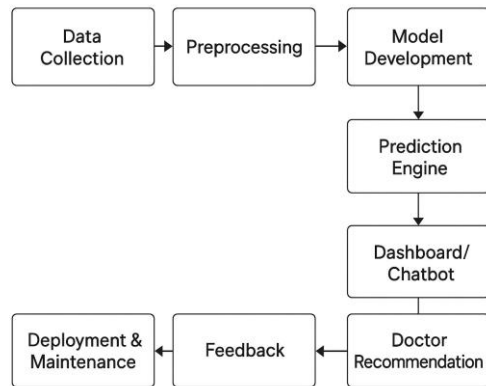 Data
Collection
Preprocessing
Model
Development
Prediction
Engine
Dashboard/
Chatbot
Doctor
Recommendation
Feedback
Deployment &
Maintenance